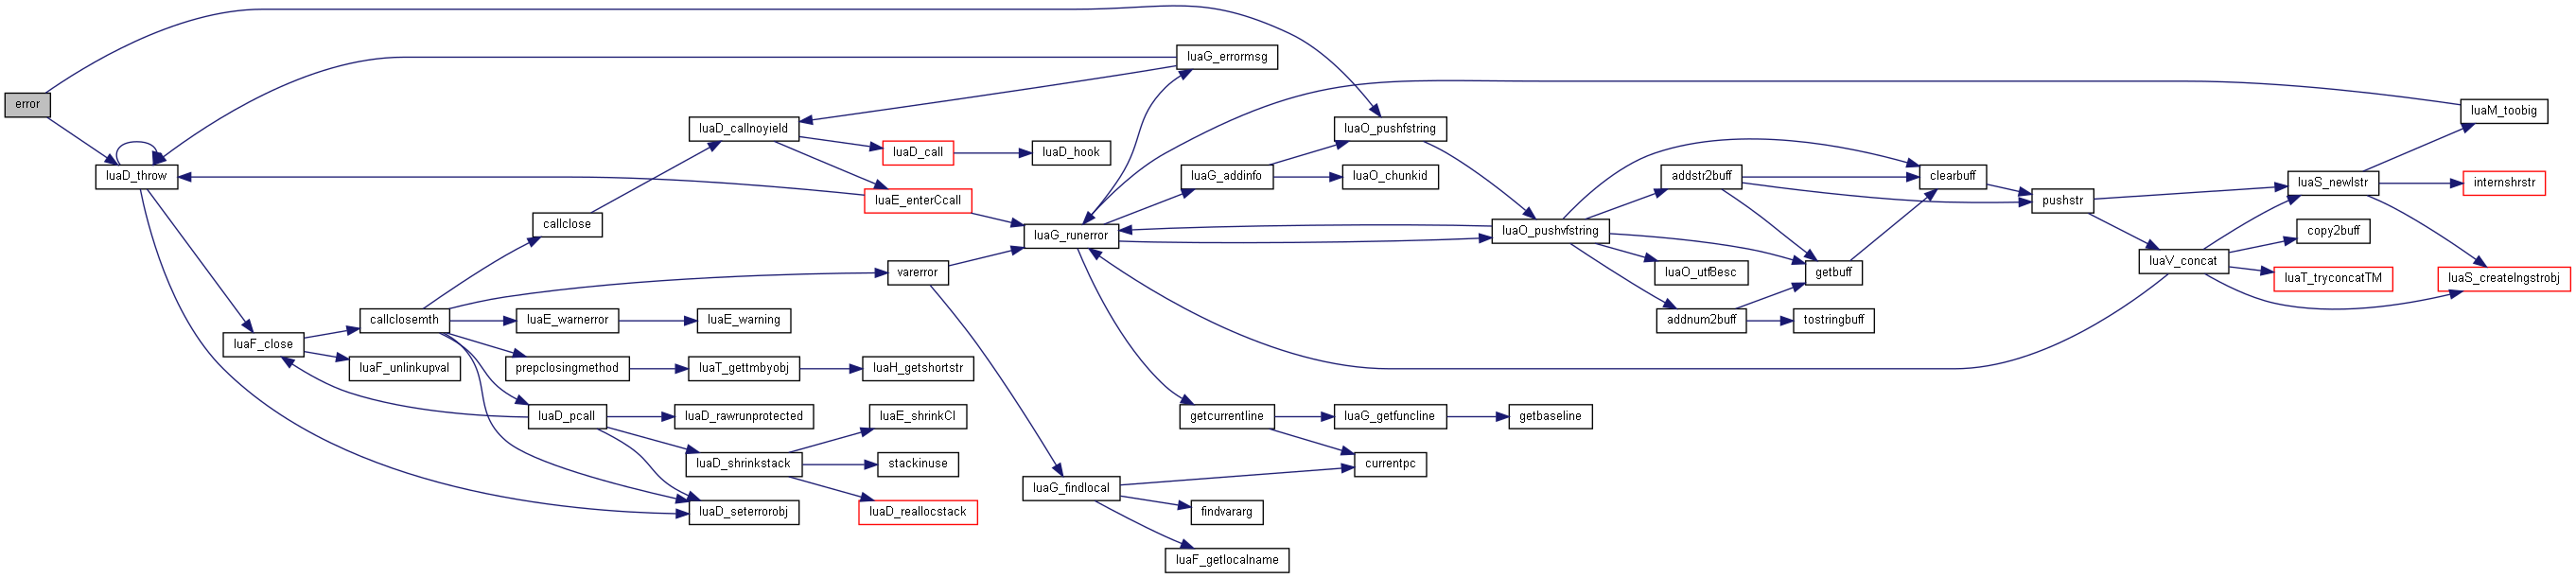 error
luaD_throw
luaF_close
callclosemth
luaF_unlinkupval
callclose
luaE_warnerror
prepclosingmethod
luaD_pcall
luaD_callnoyield
luaE_warning
luaT_gettmbyobj
luaD_rawrunprotected
luaD_shrinkstack
luaD_seterrorobj
luaD_call
luaE_enterCcall
varerror
luaH_getshortstr
luaE_shrinkCI
stackinuse
luaD_reallocstack
luaD_hook
luaG_runerror
luaG_findlocal
luaG_errormsg
luaG_addinfo
getcurrentline
findvararg
luaF_getlocalname
luaO_pushfstring
luaO_chunkid
luaG_getfuncline
currentpc
luaO_pushvfstring
getbaseline
addstr2buff
luaO_utf8esc
addnum2buff
clearbuff
getbuff
tostringbuff
pushstr
luaV_concat
luaS_newlstr
copy2buff
luaT_tryconcatTM
luaM_toobig
internshrstr
luaS_createlngstrobj